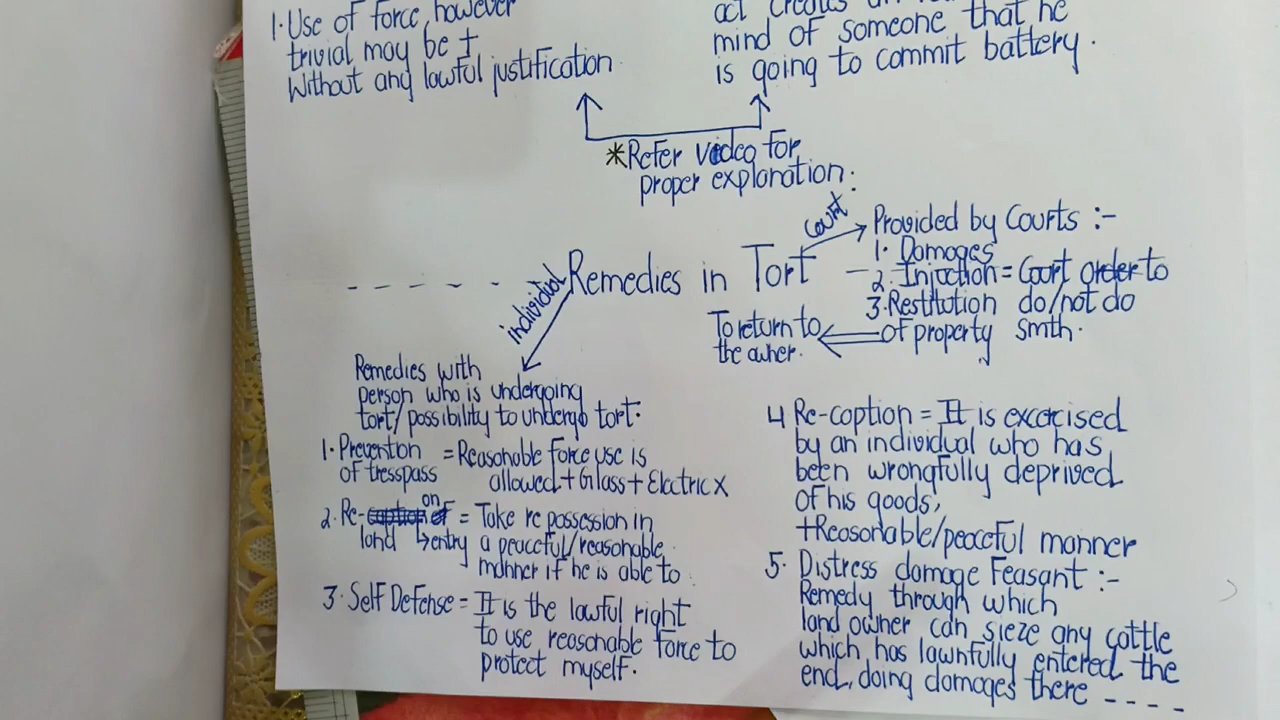 1. Use of force, however
trivial may be +
Without any lawful justification
act creates an
mind of someone that he
is going to commit battery.
*Refer video for
proper explanation:
Remedies in Tort
Court
Provided by Courts :-
1. Damages
2. Injuction = Court order to
do/not do
smth.
3. Restitution
of property
To return to
the owner.
individual
Remedies with
person who is undergoing
tort/possibility to undergo tort.
1. Prevention
of tresspass
= Reasonable force use is
allowed + Glass + Electric X
2. Re-caption of
on
land
entry
= Take re possession in
a peaceful/reasonable
manner if he is able to.
3. Self Defense = It is the lawful right
to use reasonable force to
protect myself.
4 Re-caption = It is excercised
by an individual who has
been wrongfully deprived
of his goods,
+Reasonable/peaceful manner
5. Distress damage Feasant :-
Remedy through which
land owner can sieze any cattle
which has lawnfully entered the
end, doing damages there ----